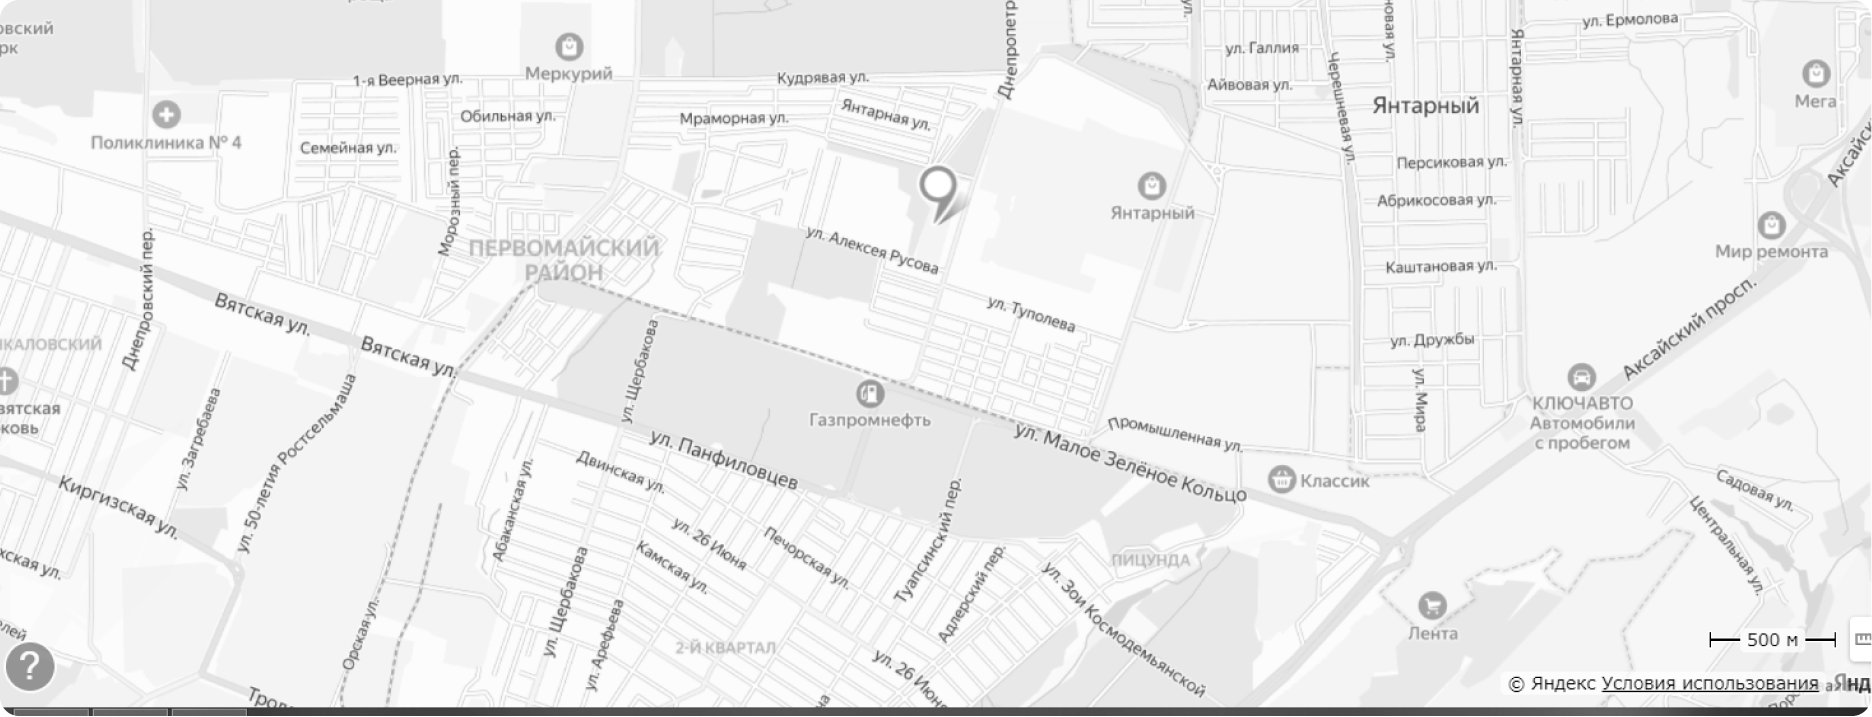 ул. Ермолова
ул. Галлия
Меркурий
1-я Веерная ул.
Кудрявая ул.
Айвовая ул.
Янтарный
Мега
Янтарная ул.
Черешневая ул.
Обильная ул.
Мраморная ул.
Янтарная ул.
Поликлиника № 4
Семейная ул.
Персиковая ул.
Абрикосовая ул.
Морозный пер.
Янтарный
ПЕРВОМАЙСКИЙ
РАЙОН
ул. Алексея Русова
Мир ремонта
Каштановая ул.
Днепровский пер.
Вятская ул.
ул. Туполева
Вятская ул.
ул. Щербакова
ул. Дружбы
Аксайский просп.
ул. Мира
КЛЮЧАВТО
Автомобили
с пробегом
Газпромнефть
ул. Загребаева
ул. 50-летия Ростсельмаша
ул. Панфиловцев
ул. Малое Зелёное Кольцо
Промышленная ул.
Классик
Киргизская ул.
Двинская ул.
Абаканская ул.
ул. 26 Июня
Печорская ул.
Камская ул.
Туапсинский пер.
Адлерский пер.
ПИЦУНДА
ул. Зои Космодемьянской
Садовая ул.
Центральная ул.
Лента
ул. Щербакова
ул. Арефьева
Орская ул.
2-Й КВАРТАЛ
ул. 26 Июня
500 м
?
© Яндекс Условия использования